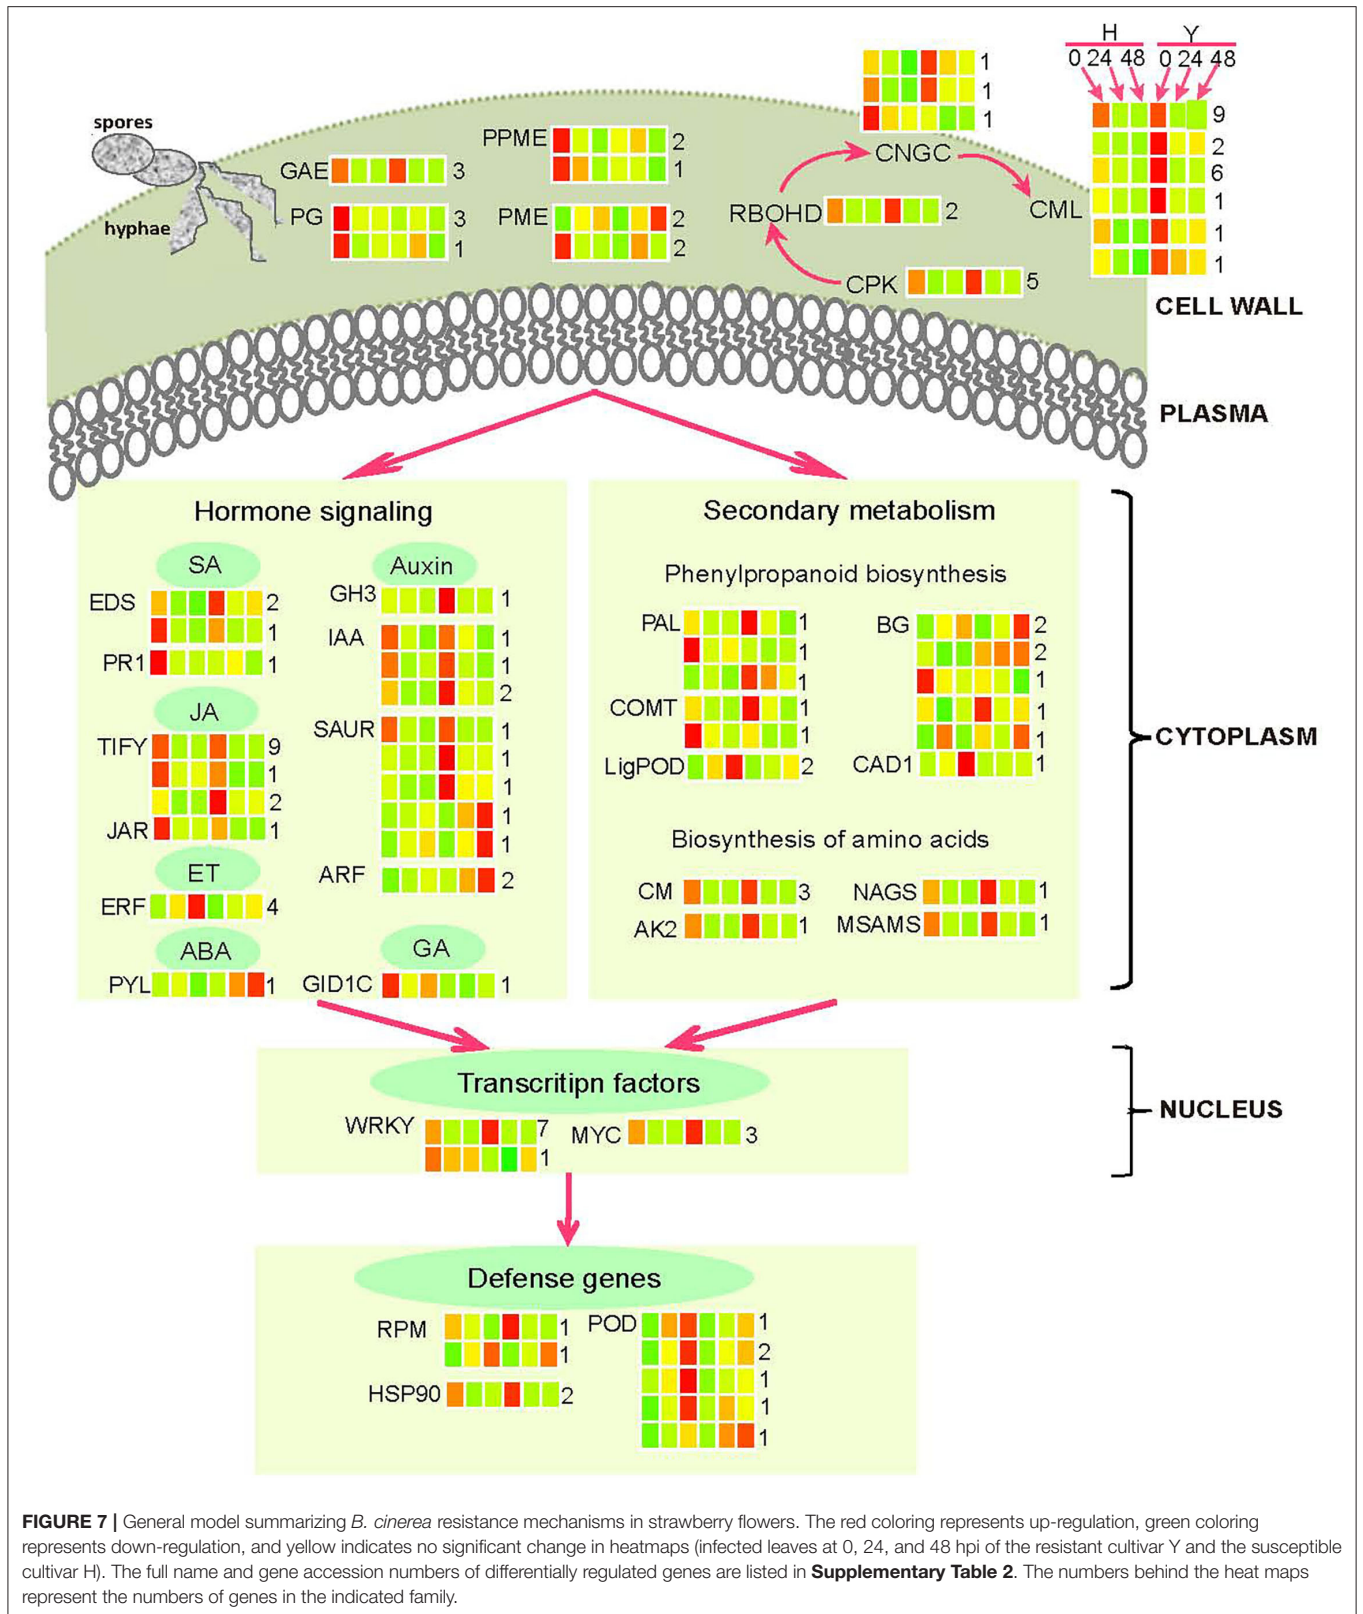 H Y
0 24 48 0 24 48
1
1
1
9
2
6
1
1
1
spores
hyphae
GAE 3
PG 3
1
PPME 2
1
PME 2
2
CNGC
RBOHD 2
CML
CPK 5
CELL WALL
PLASMA
Hormone signaling
SA
EDS 2
1
PR1 1
JA
TIFY 9
1
2
JAR 1
ET
ERF 4
ABA
PYL 1
Auxin
GH3 1
IAA 1
1
2
SAUR 1
1
1
1
1
ARF 2
GA
GID1C 1
Secondary metabolism
Phenylpropanoid biosynthesis
PAL 1
1
1
COMT 1
1
LigPOD 2
BG 2
2
1
1
1
CAD1 1
Biosynthesis of amino acids
CM 3
AK2 1
NAGS 1
MSAMS 1
CYTOPLASM
Transcritipn factors
WRKY 7
1
MYC 3
NUCLEUS
Defense genes
RPM 1
1
HSP90 2
POD 1
2
1
1
1
FIGURE 7 | General model summarizing B. cinerea resistance mechanisms in strawberry flowers. The red coloring represents up-regulation, green coloring
represents down-regulation, and yellow indicates no significant change in heatmaps (infected leaves at 0, 24, and 48 hpi of the resistant cultivar Y and the susceptible
cultivar H). The full name and gene accession numbers of differentially regulated genes are listed in Supplementary Table 2. The numbers behind the heat maps
represent the numbers of genes in the indicated family.